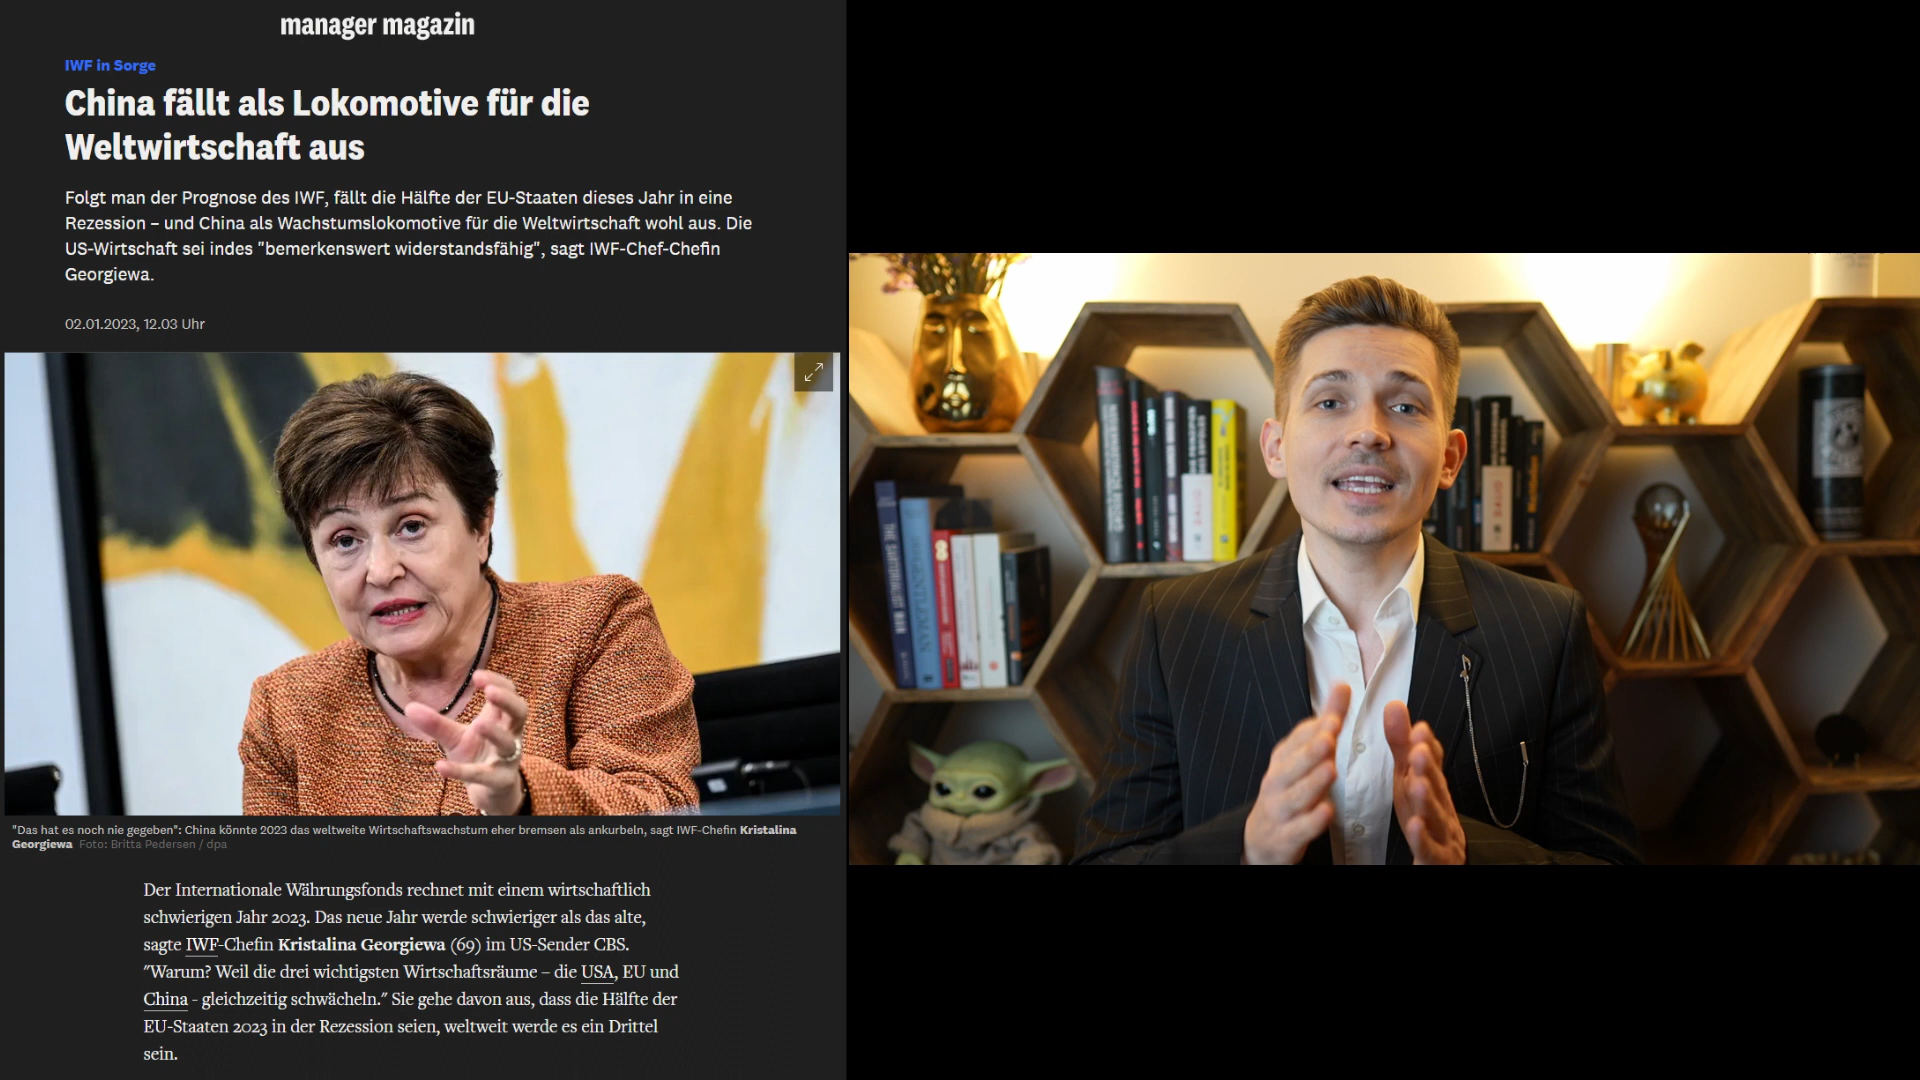 manager magazin
IWF in Sorge
China fällt als Lokomotive für die
Weltwirtschaft aus
Folgt man der Prognose des IWF, fällt die Hälfte der EU-Staaten dieses Jahr in eine
Rezession – und China als Wachstumslokomotive für die Weltwirtschaft wohl aus. Die
US-Wirtschaft sei indes "bemerkenswert widerstandsfähig", sagt IWF-Chef-Chefin
Georgiewa.
02.01.2023, 12.03 Uhr
"Das hat es noch nie gegeben": China könnte 2023 das weltweite Wirtschaftswachstum eher bremsen als ankurbeln, sagt IWF-Chefin Kristalina
Georgiewa Foto: Britta Pedersen / dpa
Der Internationale Währungsfonds rechnet mit einem wirtschaftlich
schwierigen Jahr 2023. Das neue Jahr werde schwieriger als das alte,
sagte IWF-Chefin Kristalina Georgiewa (69) im US-Sender CBS.
"Warum? Weil die drei wichtigsten Wirtschaftsräume – die USA, EU und
China - gleichzeitig schwächeln." Sie gehe davon aus, dass die Hälfte der
EU-Staaten 2023 in der Rezession seien, weltweit werde es ein Drittel
sein.
GENTLEMAN